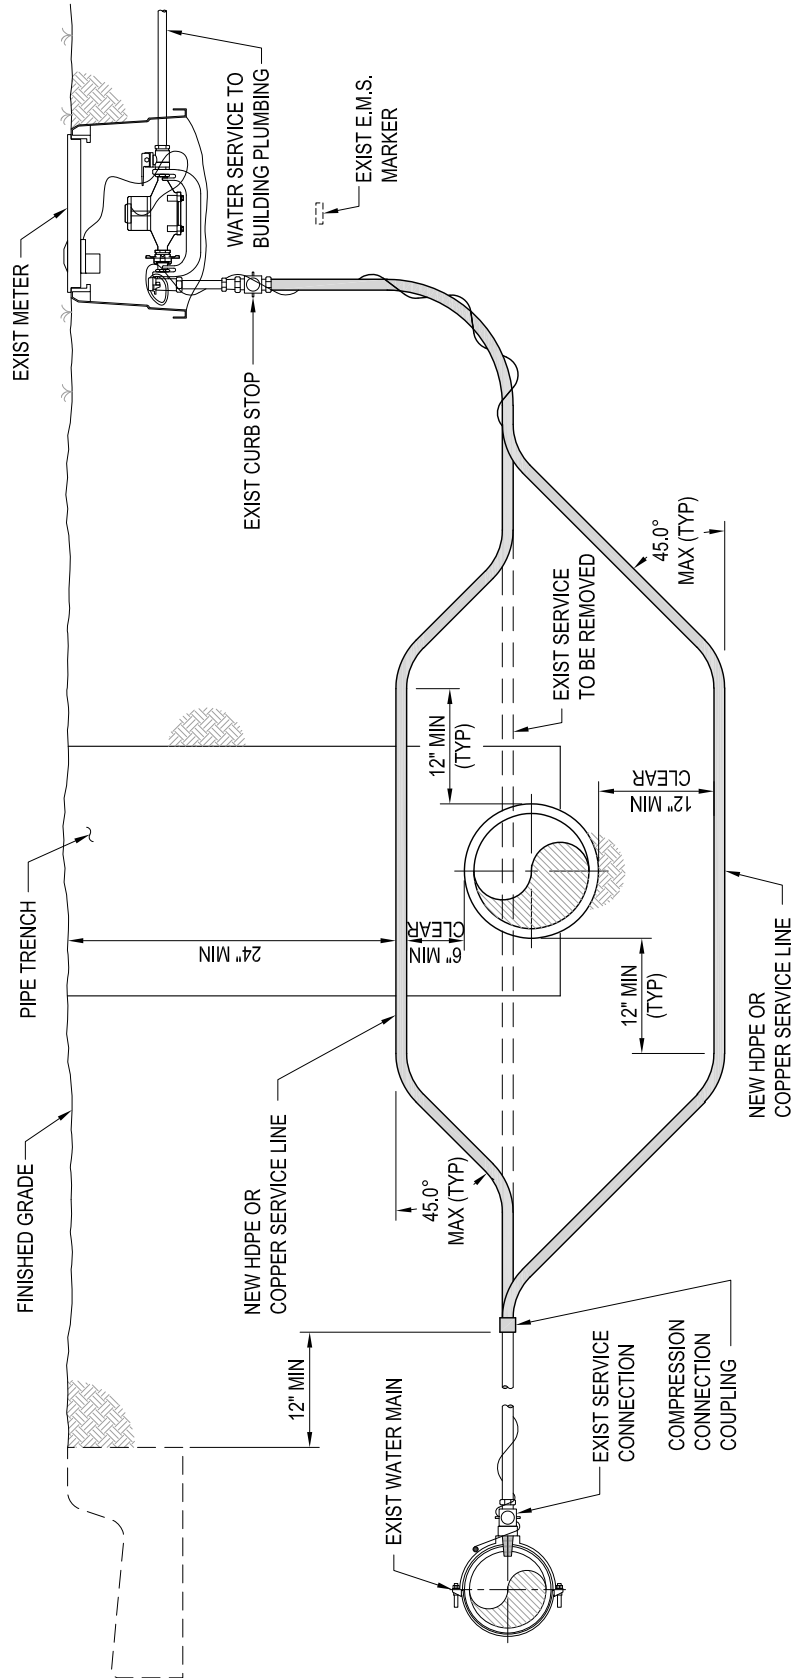 FINISHED GRADE
PIPE TRENCH
EXIST METER
12" MIN
24" MIN
6" MIN
CLEAR
NEW HDPE OR
COPPER SERVICE LINE
45.0°
MAX (TYP)
12" MIN
(TYP)
EXIST CURB STOP
WATER SERVICE TO
BUILDING PLUMBING
EXIST E.M.S.
MARKER
EXIST WATER MAIN
EXIST SERVICE
CONNECTION
COMPRESSION
CONNECTION
COUPLING
12" MIN
(TYP)
12" MIN
CLEAR
EXIST SERVICE
TO BE REMOVED
45.0°
MAX (TYP)
NEW HDPE OR
COPPER SERVICE LINE